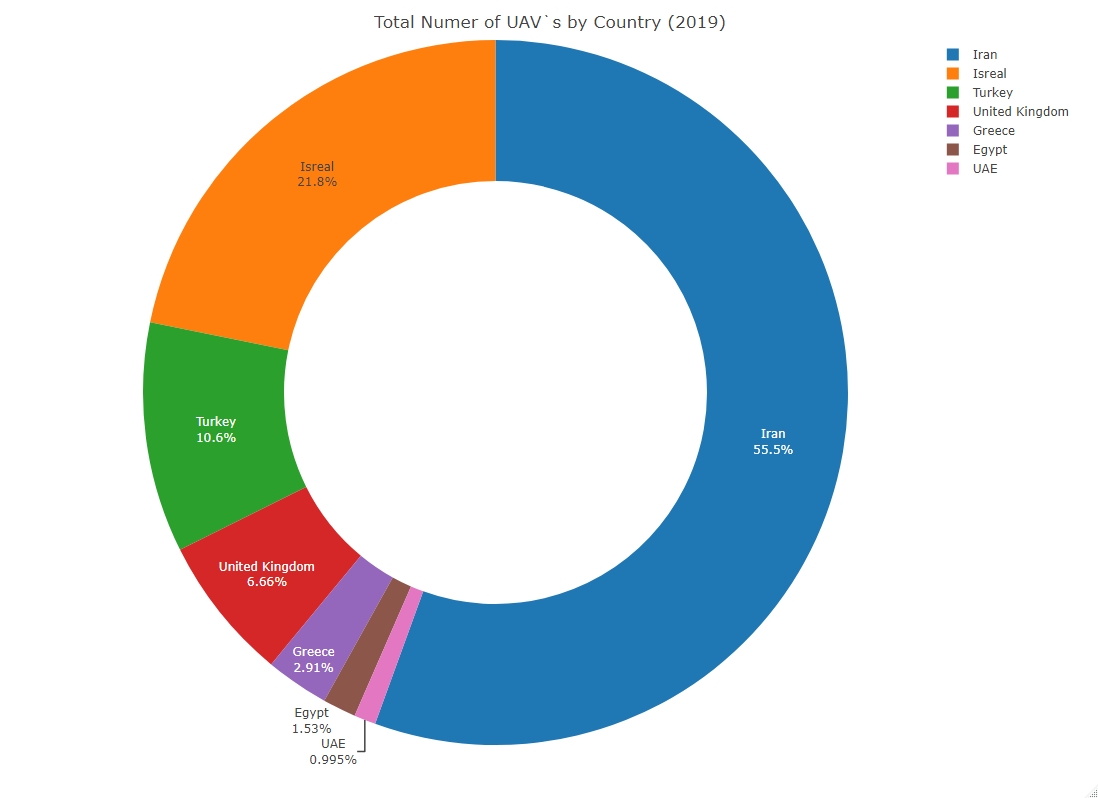 Total Numer of UAV`s by Country (2019)
Iran
Isreal
Turkey
United Kingdom
Greece
Egypt
UAE
Isreal
21.8%
Turkey
10.6%
Iran
55.5%
United Kingdom
6.66%
Greece
2.91%
Egypt
1.53%
UAE
0.995%